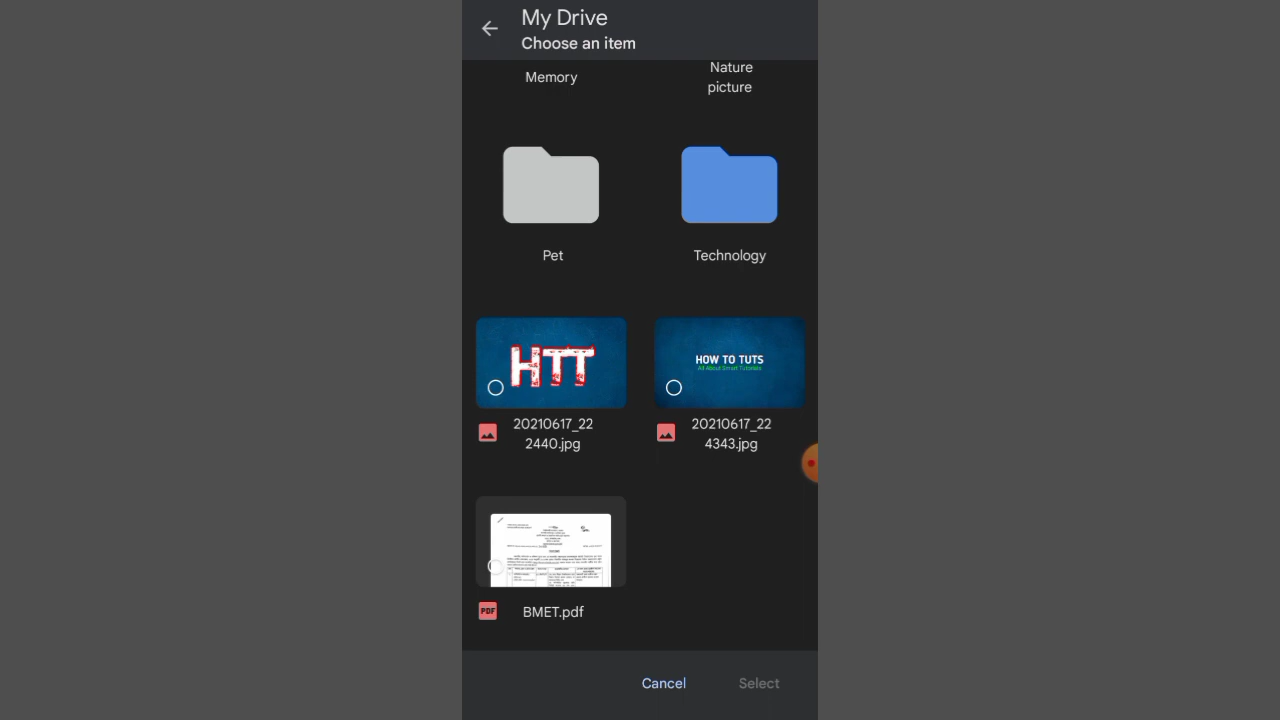 My Drive
Choose an item
Memory
Nature
picture
Pet
Technology
HTT
HOW TO TUTS
All About Smart Tutorials
20210617_22
2440.jpg
20210617_22
4343.jpg
PDF
BMET.pdf
Cancel
Select